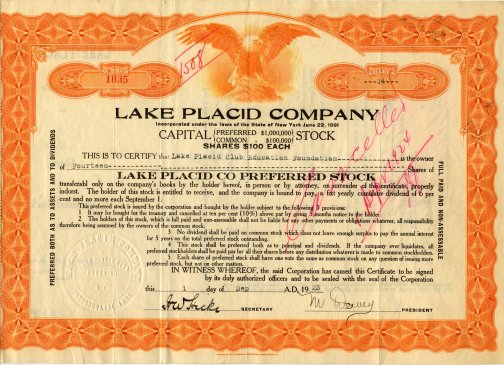 1035
1508
---14---
LAKE PLACID COMPANY
Incorporated under the laws of the State of New York June 22, 1891
CAPITAL (PREFERRED $1,000,000) STOCK
(COMMON $100,000)
SHARES $100 EACH
Cancelled
THIS IS TO CERTIFY the Lake Placid Club Education Foundation is the owner
of Fourteen Shares of
LAKE PLACID CO PREFERRED STOCK
transferabl only on the company's books by the holder hereof, in person or by attorney, on surrender of this certificate, properly
indorst. The holder of this stock is entitled to receive, and the company is bound to pay, a fixt yearly cumulativ dividend of 6 per
cent and no more each September 1.
This preferred stock is issued by the corporation and bought by the holder subject to the following provisions:
1 It may be bought for the tresury and cancelled at ten per cent (10%) above par by giving 3 months notice to the holder.
2 The holders of this stock, which is full paid and non-assessabl shall not be liable for any other payments or obligations whatever, all responsibility
therefore being assumed by the owners of the common stock.
3 No dividend shall be paid on common stock which does not leave enough surplus to pay the annual interest
for 5 years on the total preferred stock outstanding.
4 This stock shall be preferred both as to principal and dividends. If the company ever liquidates, all
preferred stockholders shall be paid par for all their shares before any distribution whatever is made to common stockholders.
5 Each share of preferred stock shall have one vote the same as common stock on any question of issuing more
preferred stock, but not on other matters.
IN WITNESS WHEREOF, the said Corporation has caused this Certificate to be signed
by its duly authorized officers and to be sealed with the seal of the Corporation
this 1 day of Sep A.D. 1923
SECRETARY
PRESIDENT
PREFERRED BOTH AS TO ASSETS AND TO DIVIDENDS
FULL PAID AND NON-ASSESSABLE